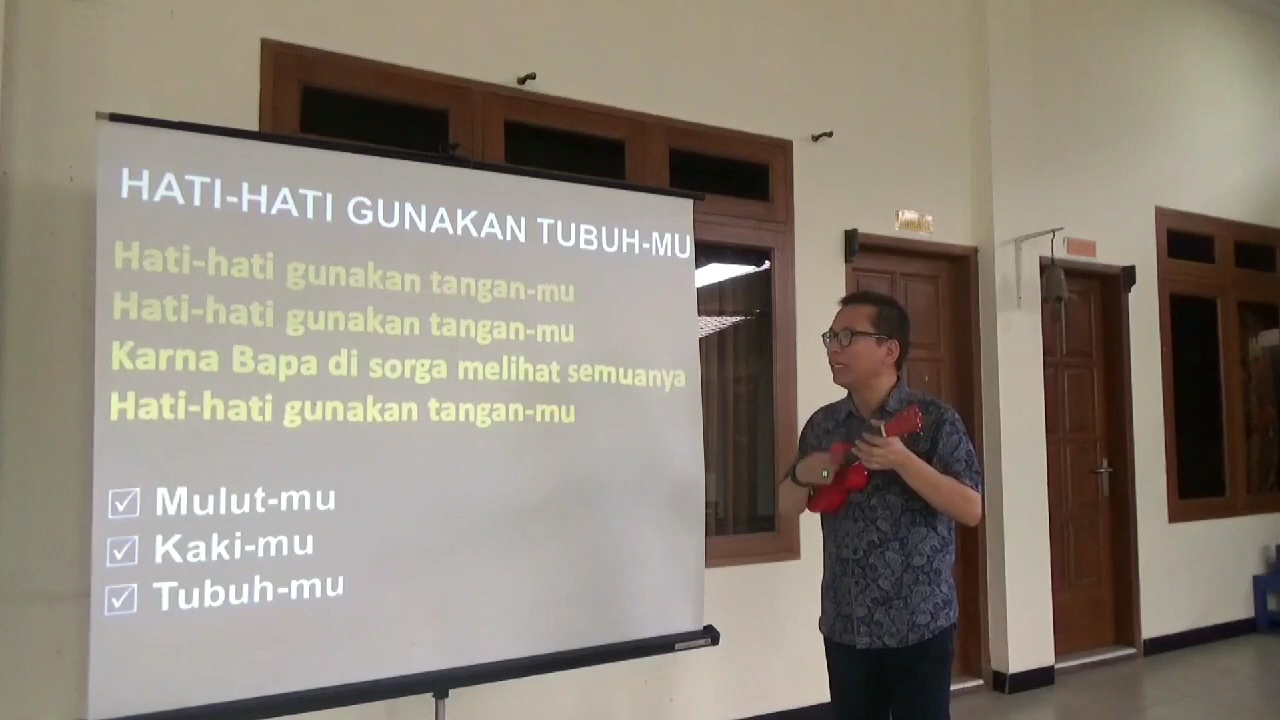 HATI-HATI GUNAKAN TUBUH-MU
Hati-hati gunakan tangan-mu
Hati-hati gunakan tangan-mu
Karna Bapa di sorga melihat semuanya
Hati-hati gunakan tangan-mu
Mulut-mu
Kaki-mu
Tubuh-mu